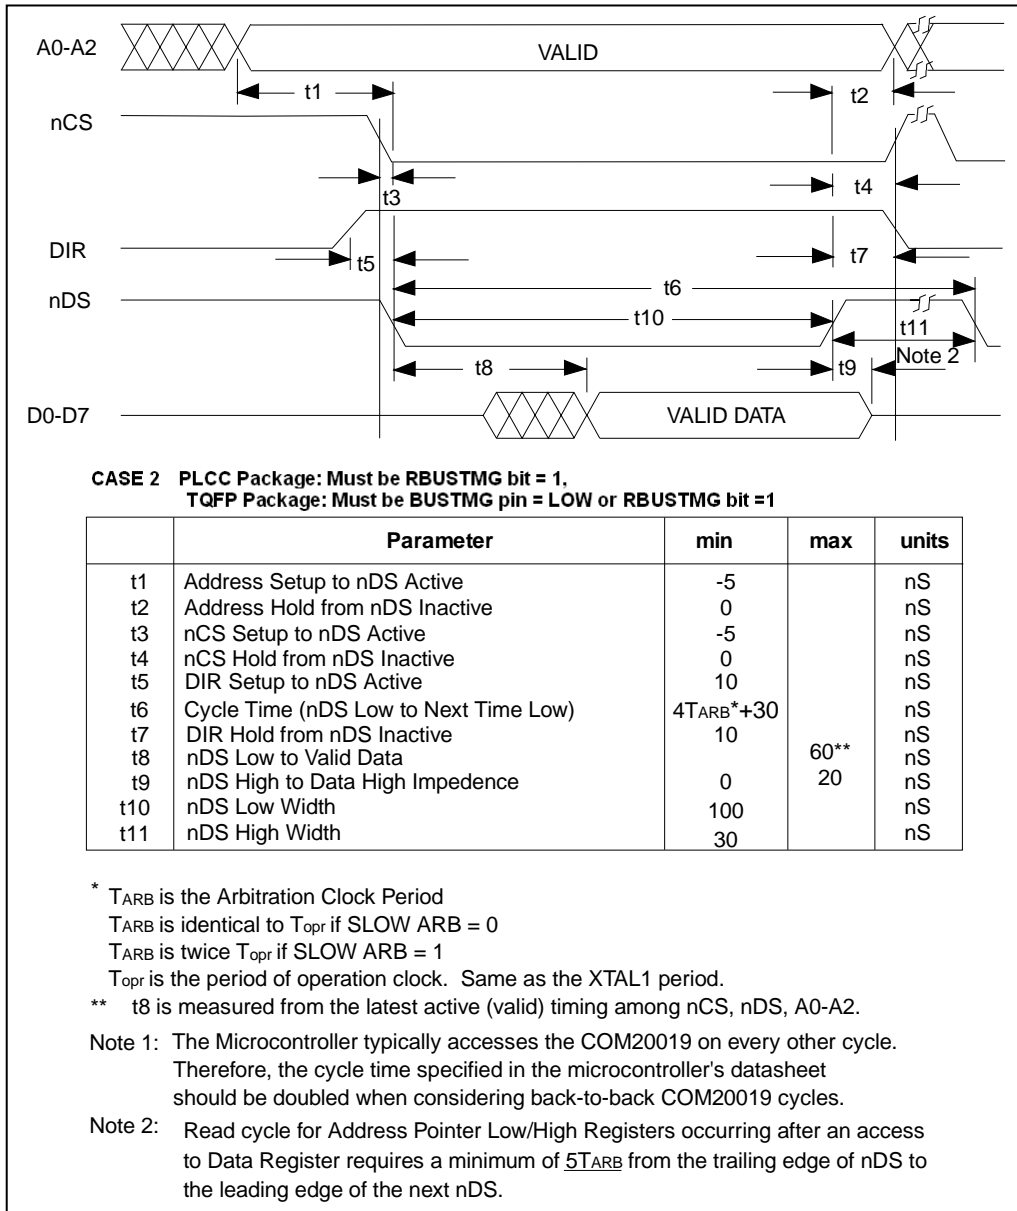 A0-A2 VALID
t1 t2
nCS
t3 t4
DIR
t5 t7
t6
nDS
t10
t11
t8 t9 Note 2
D0-D7 VALID DATA
CASE 2 PLCC Package: Must be RBUSTMG bit = 1,
TQFP Package: Must be BUSTMG pin = LOW or RBUSTMG bit =1
Parameter min max units
t1 Address Setup to nDS Active -5 nS
t2 Address Hold from nDS Inactive 0 nS
t3 nCS Setup to nDS Active -5 nS
t4 nCS Hold from nDS Inactive 0 nS
t5 DIR Setup to nDS Active 10 nS
t6 Cycle Time (nDS Low to Next Time Low) 4TARB*+30 nS
t7 DIR Hold from nDS Inactive 10 nS
t8 nDS Low to Valid Data 60** nS
t9 nDS High to Data High Impedence 0 20 nS
t10 nDS Low Width 100 nS
t11 nDS High Width 30 nS
* TARB is the Arbitration Clock Period
TARB is identical to Topr if SLOW ARB = 0
TARB is twice Topr if SLOW ARB = 1
Topr is the period of operation clock. Same as the XTAL1 period.
** t8 is measured from the latest active (valid) timing among nCS, nDS, A0-A2.
Note 1: The Microcontroller typically accesses the COM20019 on every other cycle.
Therefore, the cycle time specified in the microcontroller's datasheet
should be doubled when considering back-to-back COM20019 cycles.
Note 2: Read cycle for Address Pointer Low/High Registers occurring after an access
to Data Register requires a minimum of 5TARB from the trailing edge of nDS to
the leading edge of the next nDS.